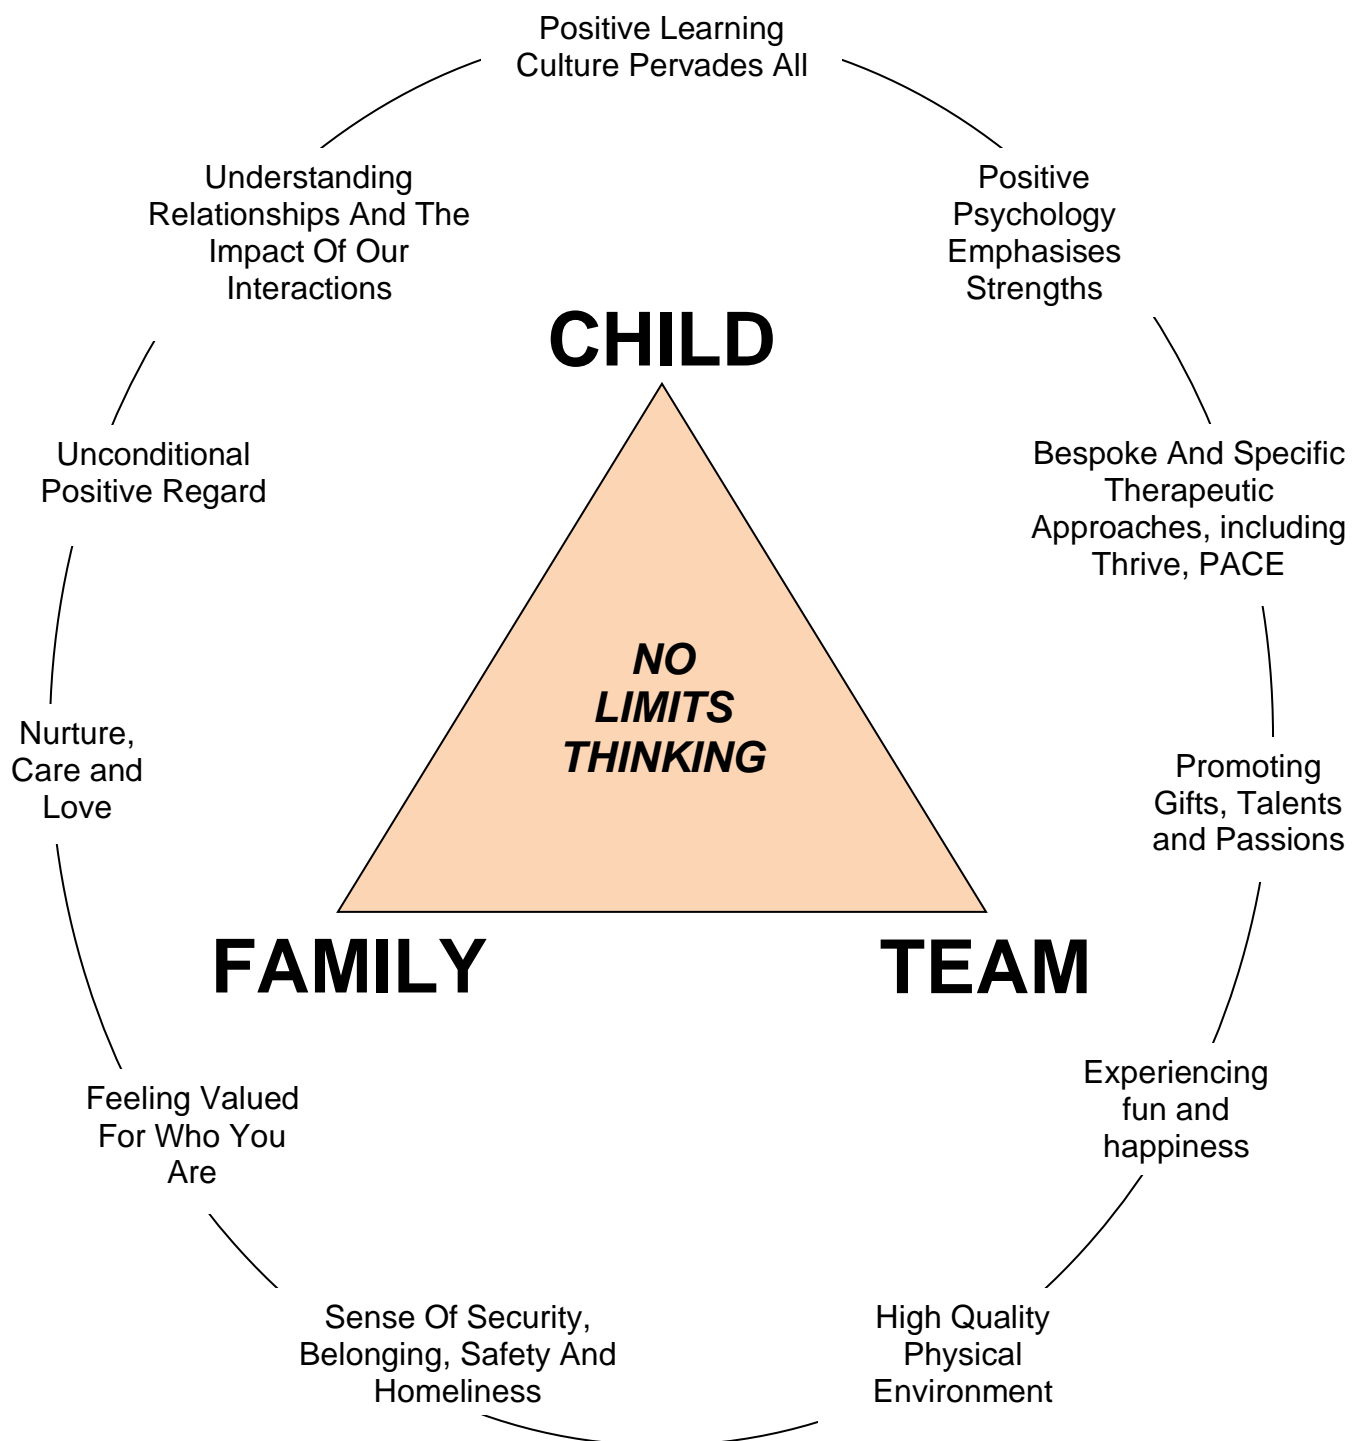 Positive Learning
Culture Pervades All
Understanding
Relationships And The
Impact Of Our
Interactions
Positive
Psychology
Emphasises
Strengths
CHILD
Unconditional
Positive Regard
Bespoke And Specific
Therapeutic
Approaches, including
Thrive, PACE
NO
LIMITS
THINKING
Nurture,
Care and
Love
Promoting
Gifts, Talents
and Passions
FAMILY
TEAM
Feeling Valued
For Who You
Are
Experiencing
fun and
happiness
Sense Of Security,
Belonging, Safety And
Homeliness
High Quality
Physical
Environment